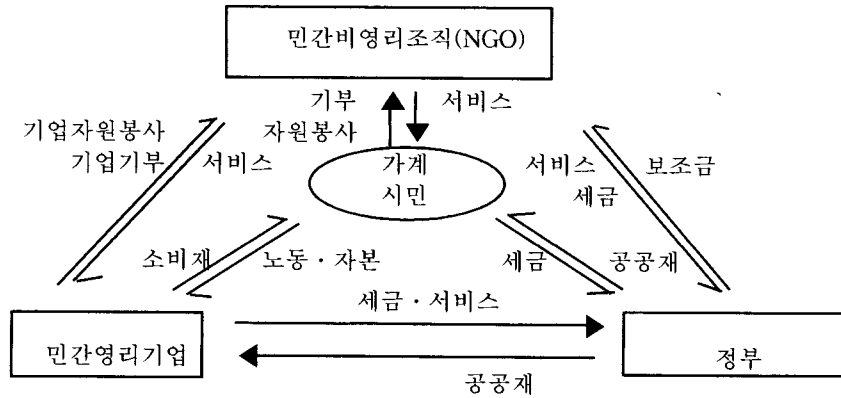 민간비영리조직(NGO)
기부
서비스
자원봉사
기업자원봉사
기업기부
서비스
가계
시민
서비스
세금
보조금
소비재
노동·자본
세금
공공재
세금·서비스
민간영리기업
정부
공공재